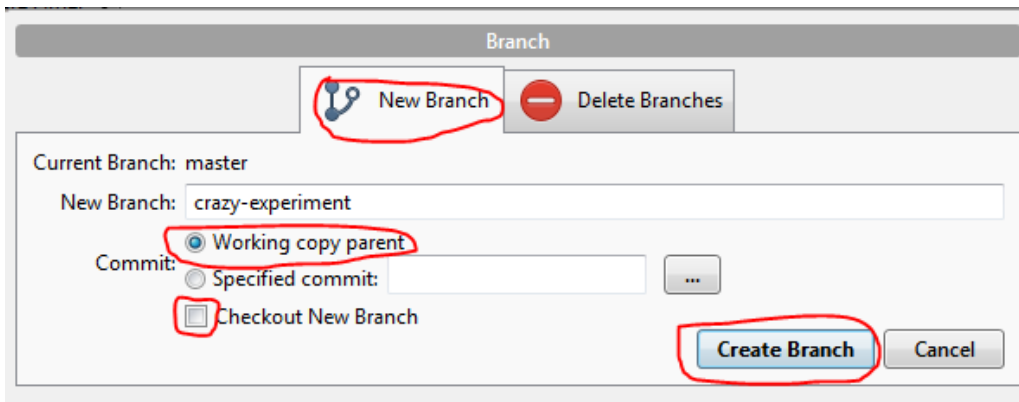 Branch
New Branch
Delete Branches
Current Branch: master
New Branch: crazy-experiment
Commit:
Working copy parent
Specified commit:
...
Checkout New Branch
Create Branch
Cancel